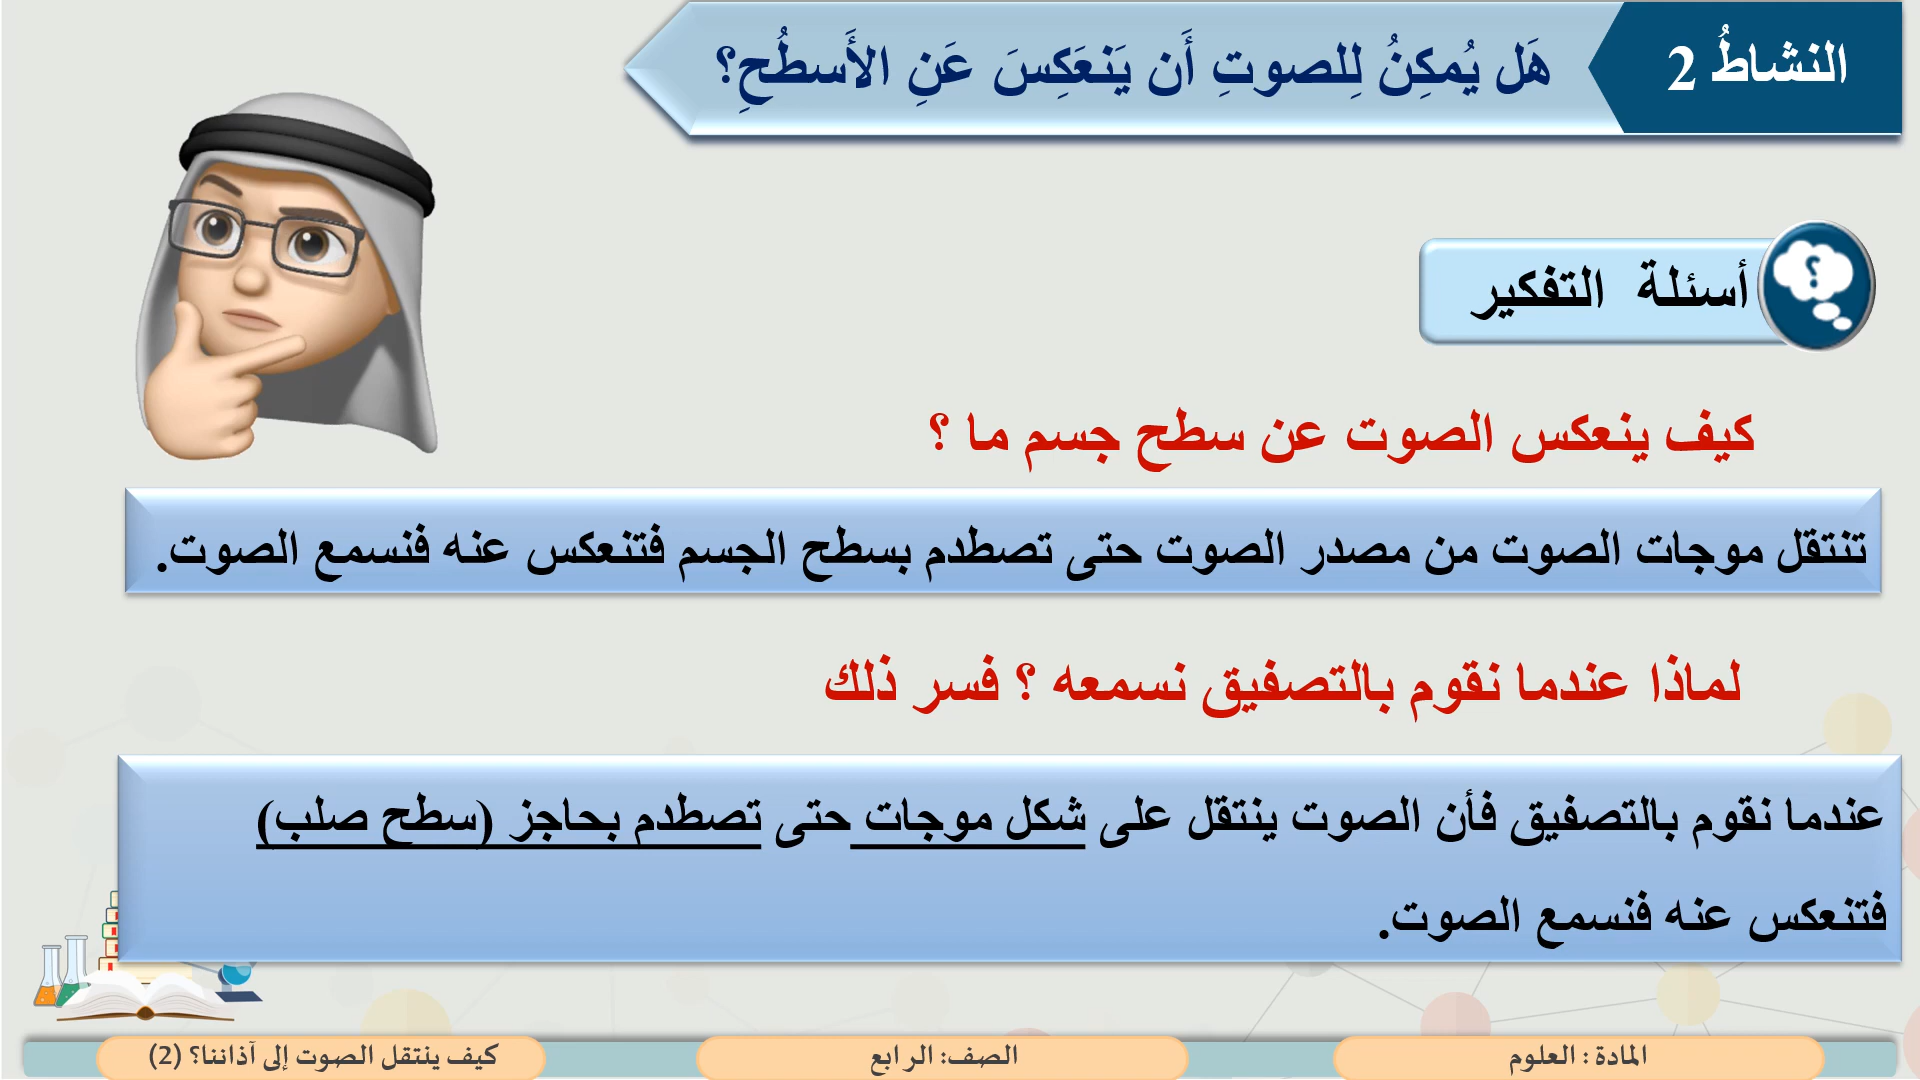 النشاطُ 2
هَل يُمكِنُ لِلصوتِ أَن يَنعَكِسَ عَنِ الأَسطُحِ؟
؟
أسئلة التفكير
كيف ينعكس الصوت عن سطح جسم ما ؟
تنتقل موجات الصوت من مصدر الصوت حتى تصطدم بسطح الجسم فتنعكس عنه فنسمع الصوت.
لماذا عندما نقوم بالتصفيق نسمعه ؟ فسر ذلك
عندما نقوم بالتصفيق فأن الصوت ينتقل على شكل موجات حتى تصطدم بحاجز (سطح صلب)
فتنعكس عنه فنسمع الصوت.
المادة : العلوم
الصف: الرابع
كيف ينتقل الصوت إلى آذاننا؟ (2)